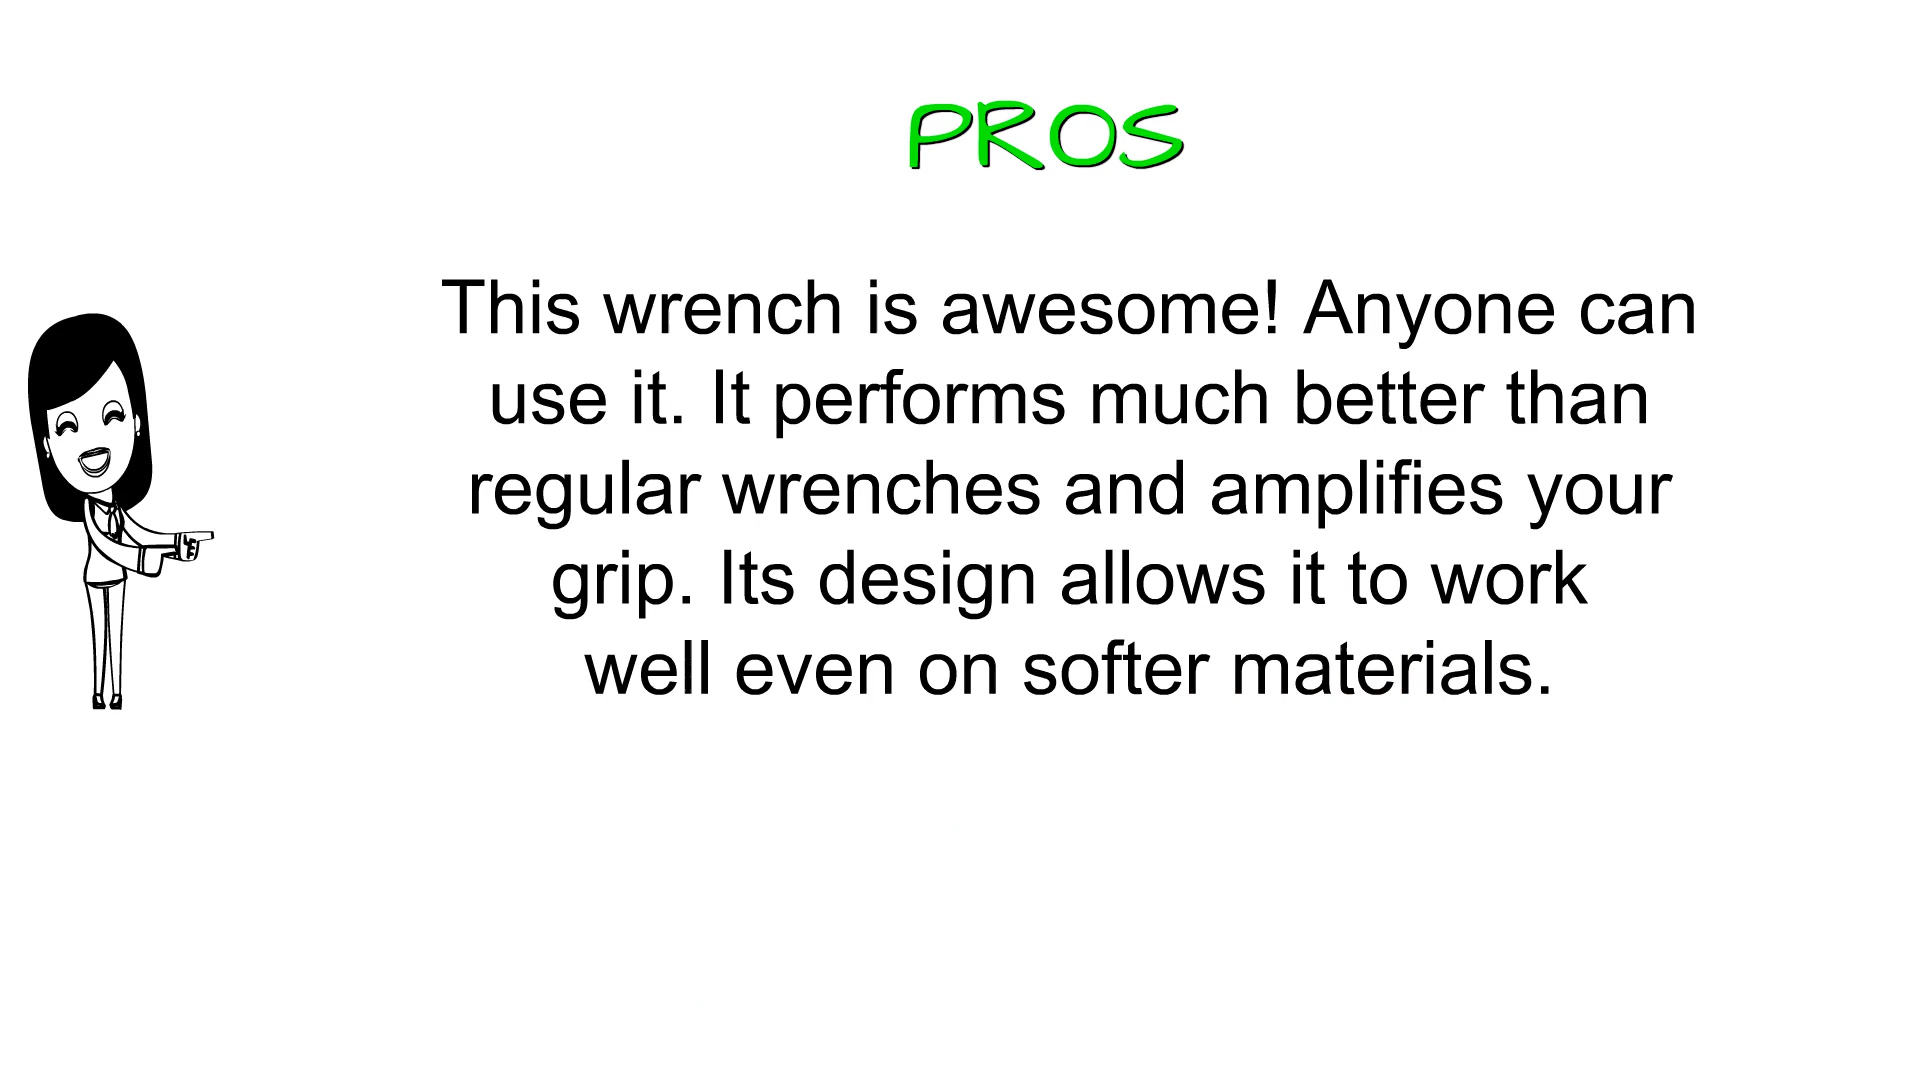 PROS
This wrench is awesome! Anyone can
use it. It performs much better than
regular wrenches and amplifies your
grip. Its design allows it to work
well even on softer materials.